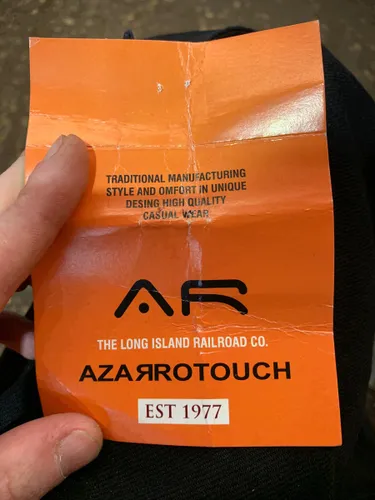 TRADITIONAL MANUFACTURING
STYLE AND OMFORT IN UNIQUE
DESING HIGH QUALITY
CASUAL WEAR
AR
THE LONG ISLAND RAILROAD CO.
AZAЯROTOUCH
EST 1977